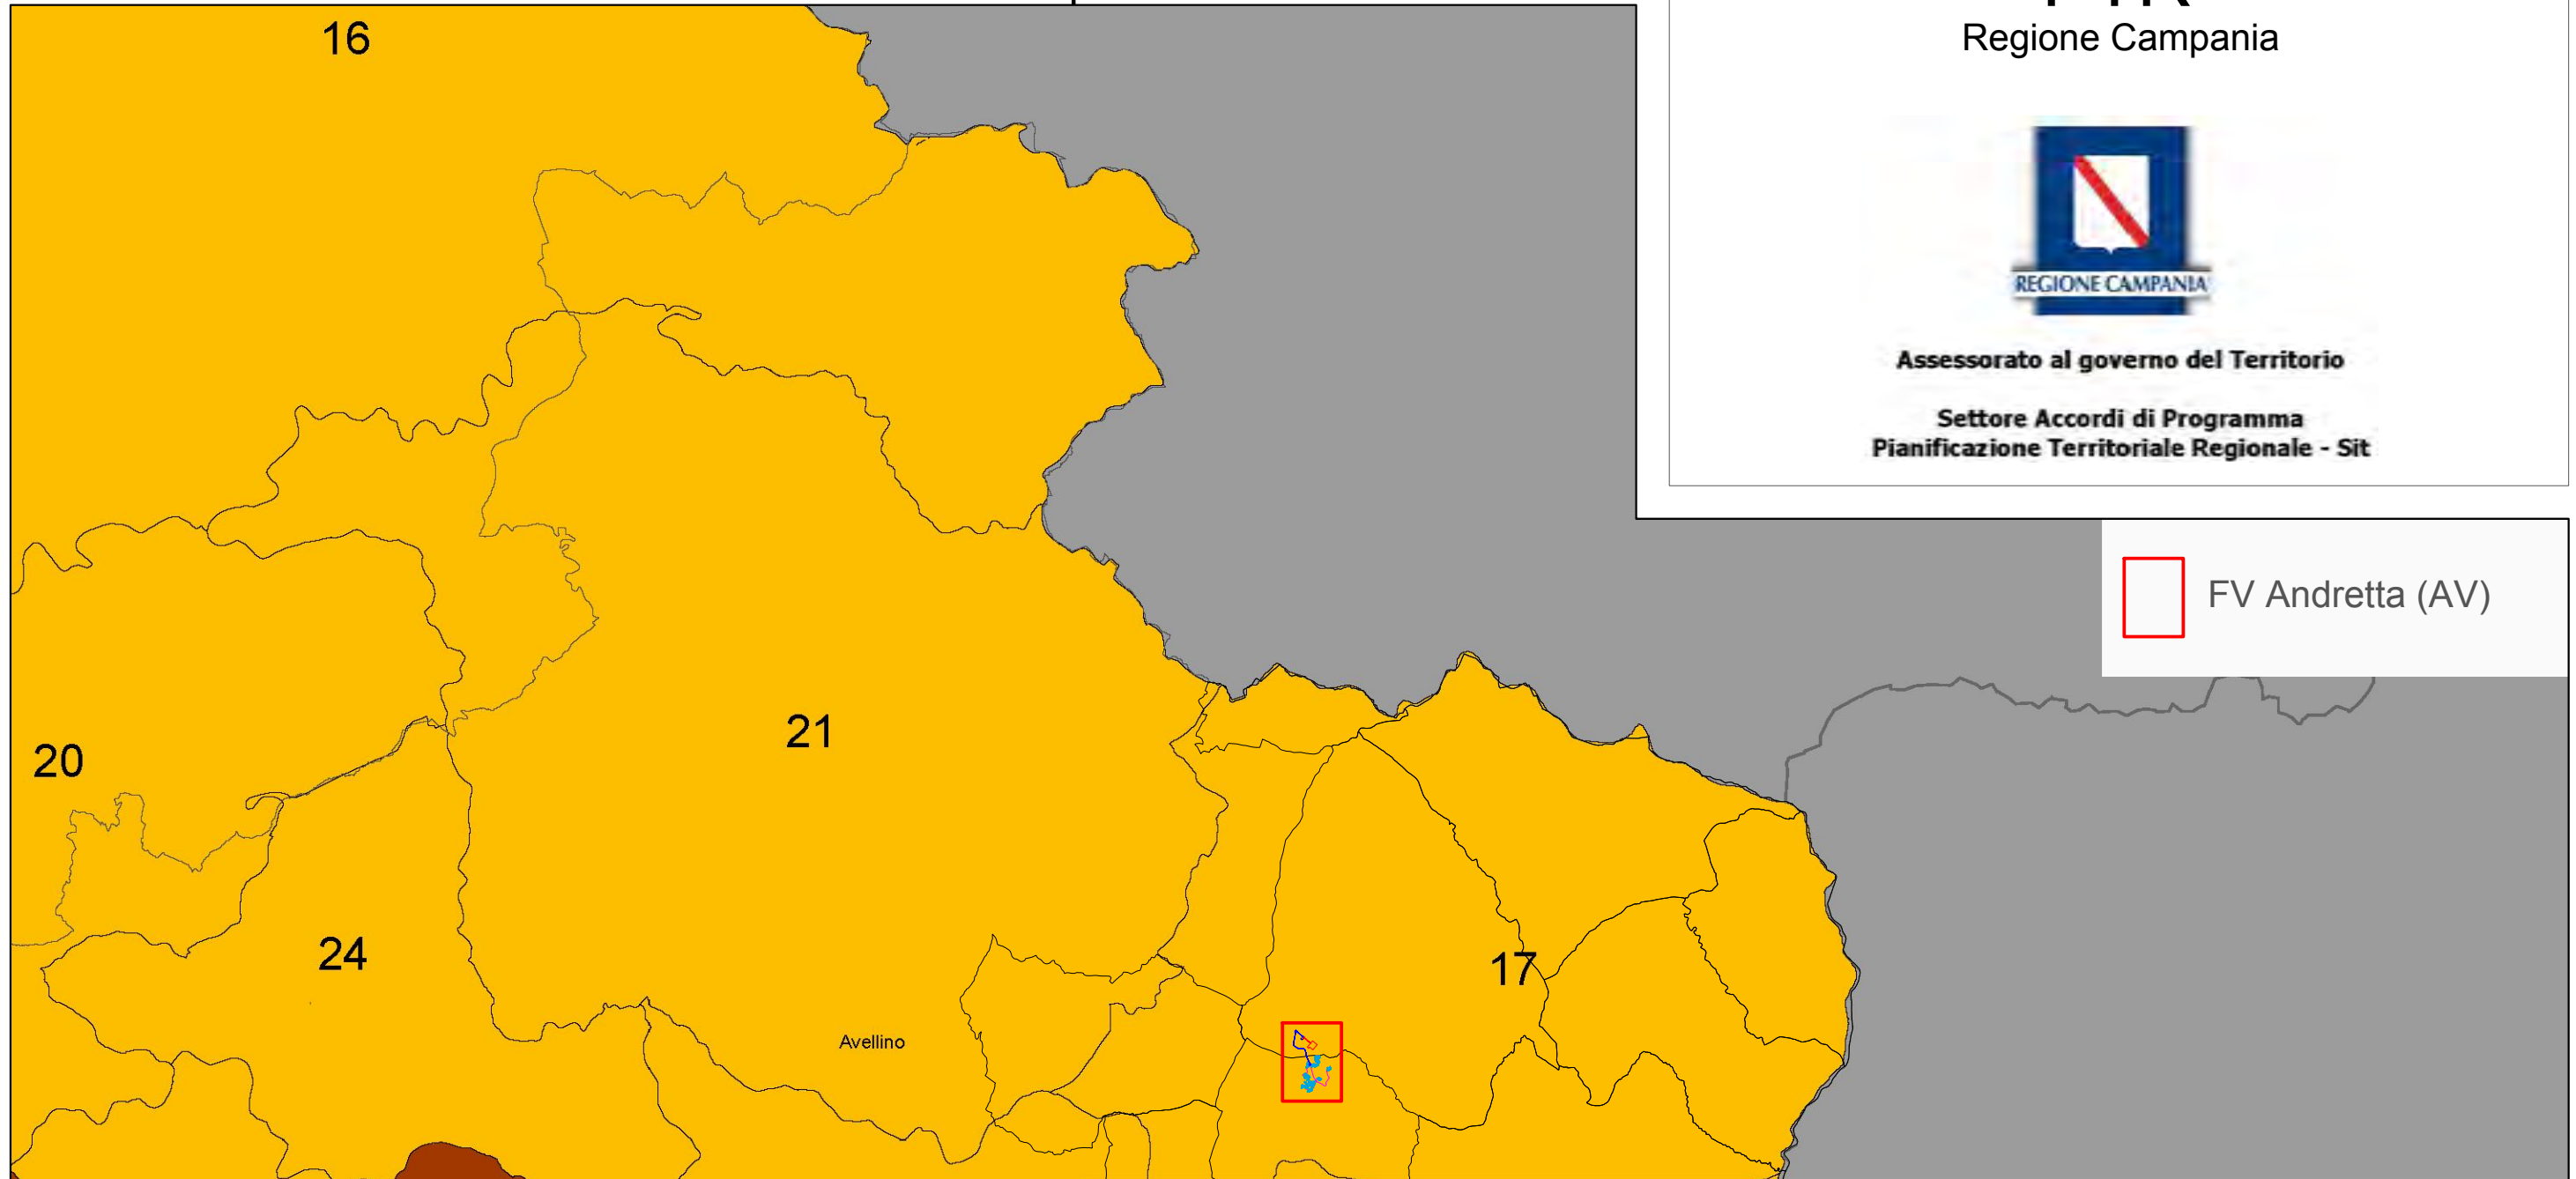 Regione Campania
REGIONE CAMPANIA
Assessorato al governo del Territorio
Settore Accordi di Programma
Pianificazione Territoriale Regionale - Sit
FV Andretta (AV)
16
21
20
24
17
Avellino